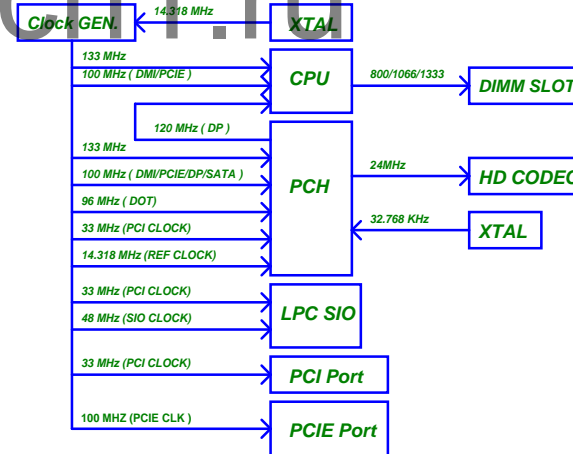 Clock GEN.
14.318 MHz
XTAL
133 MHz
100 MHz ( DMI/PCIE)
CPU
800/1066/1333
DIMM SLOT
120 MHz ( DP )
133 MHz
100 MHz ( DMI/PCIE/DP/SATA )
PCH
24MHz
HD CODEC
96 MHz ( DOT)
33 MHz (PCI CLOCK)
32.768 KHz
XTAL
14.318 MHz (REF CLOCK)
33 MHz (PCI CLOCK)
LPC SIO
48 MHz (SIO CLOCK)
33 MHz (PCI CLOCK)
PCI Port
100 MHZ (PCIE CLK )
PCIE Port